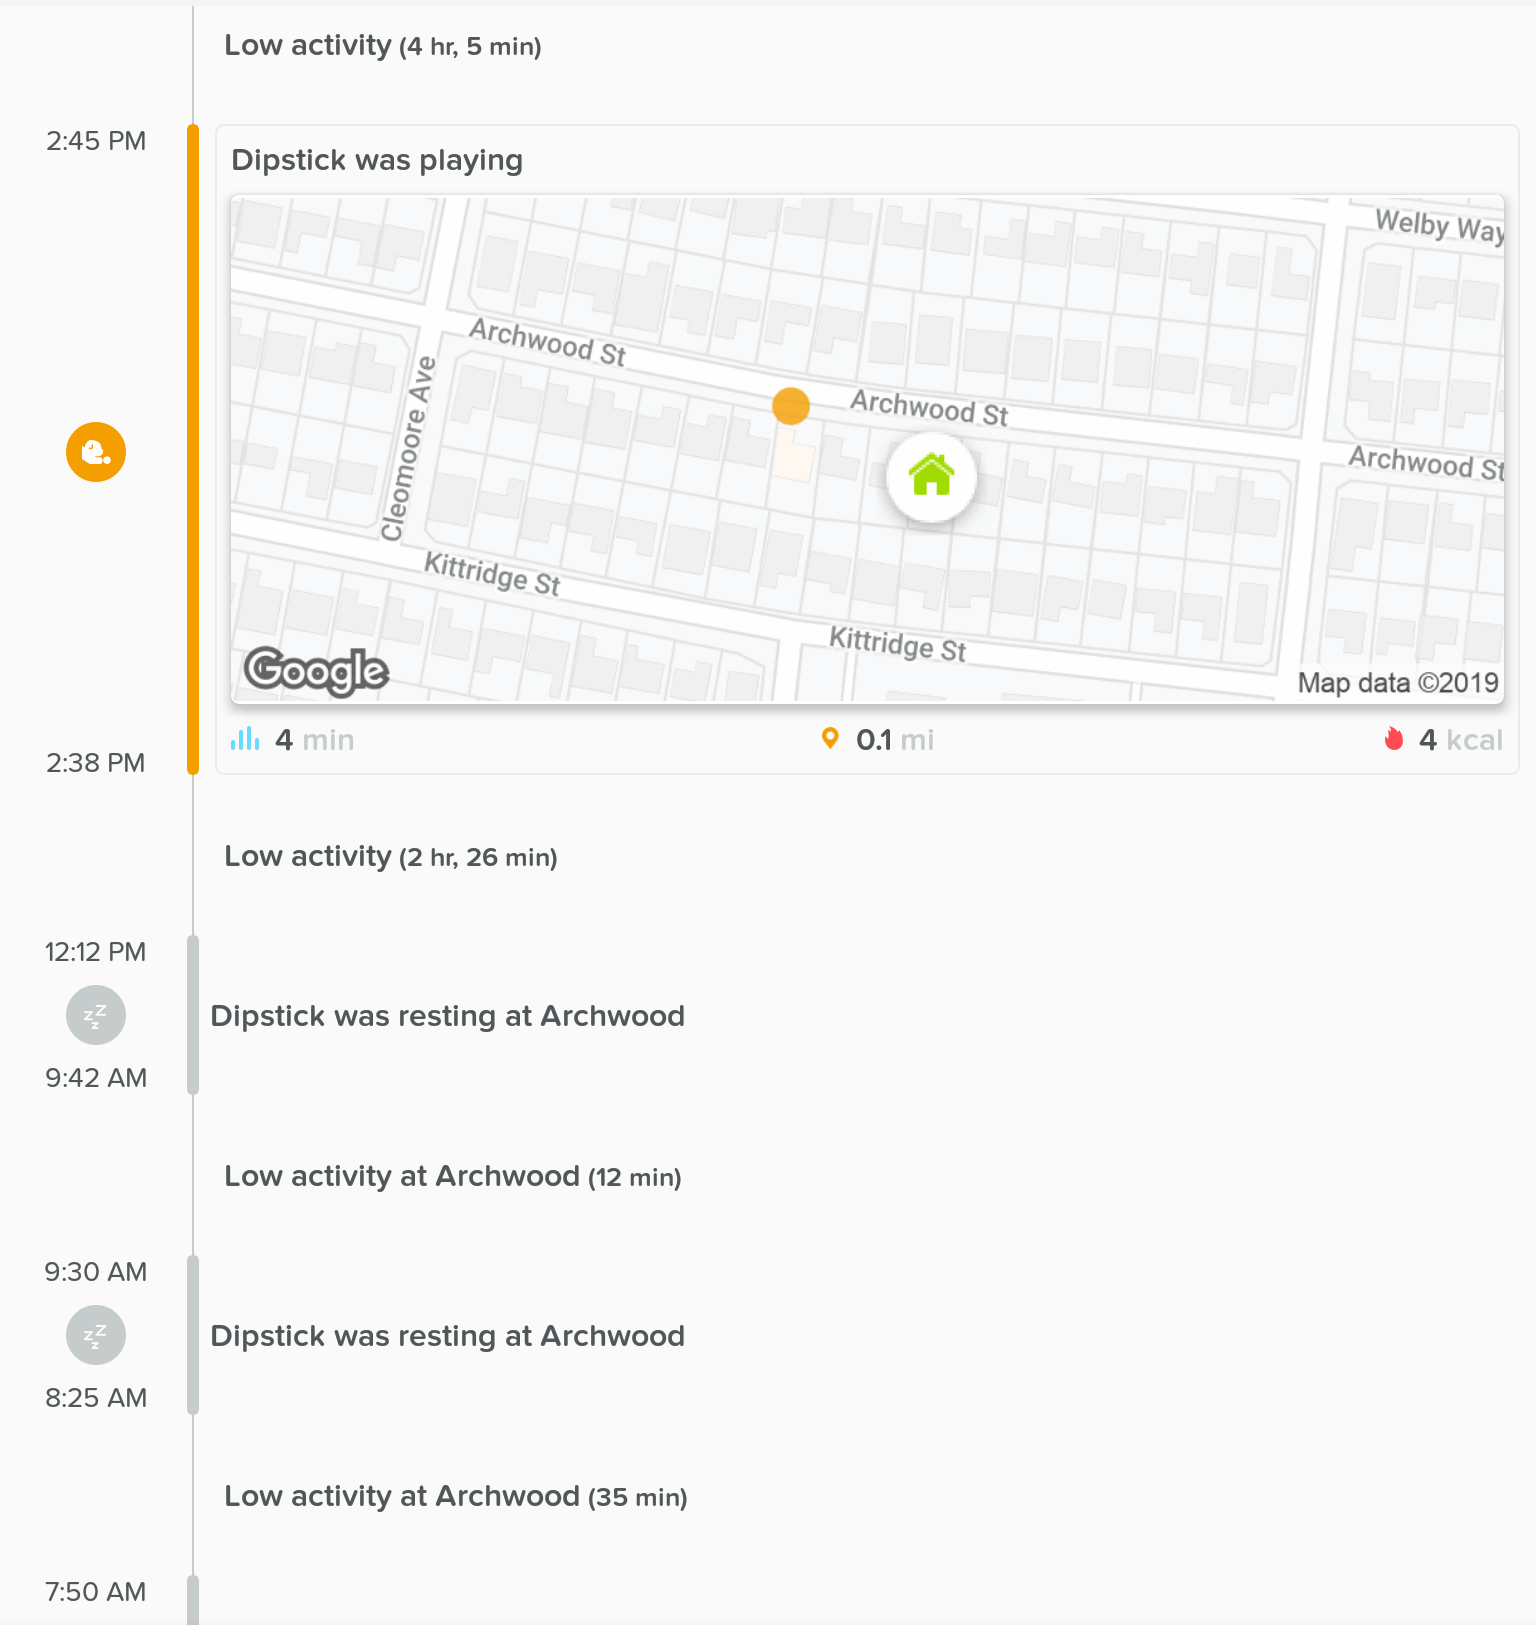 Low activity (4 hr, 5 min)
2:45 PM
Dipstick was playing
Welby Way
Archwood St
Cleomoore Ave
Archwood St
Archwood St
Kittridge St
Kittridge St
Google
Map data ©2019
4 min
0.1 mi
4 kcal
2:38 PM
Low activity (2 hr, 26 min)
12:12 PM
zzz
Dipstick was resting at Archwood
9:42 AM
Low activity at Archwood (12 min)
9:30 AM
zzz
Dipstick was resting at Archwood
8:25 AM
Low activity at Archwood (35 min)
7:50 AM